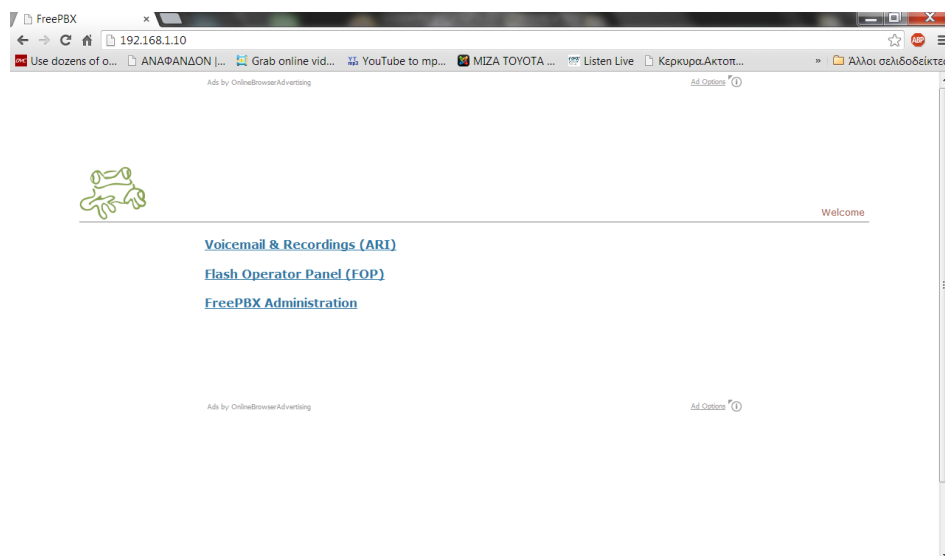 FreePBX
192.168.1.10
Use dozens of o... ΑΝΑΦΑΝΔΟΝ |... Grab online vid... YouTube to mp... MIZA TOYOTA ... Listen Live Κερκυρα.Ακτοπ... » Άλλοι σελιδοδείκτες
Ads by OnlineBrowserAdvertising Ad Options
Welcome
Voicemail & Recordings (ARI)
Flash Operator Panel (FOP)
FreePBX Administration
Ads by OnlineBrowserAdvertising Ad Options